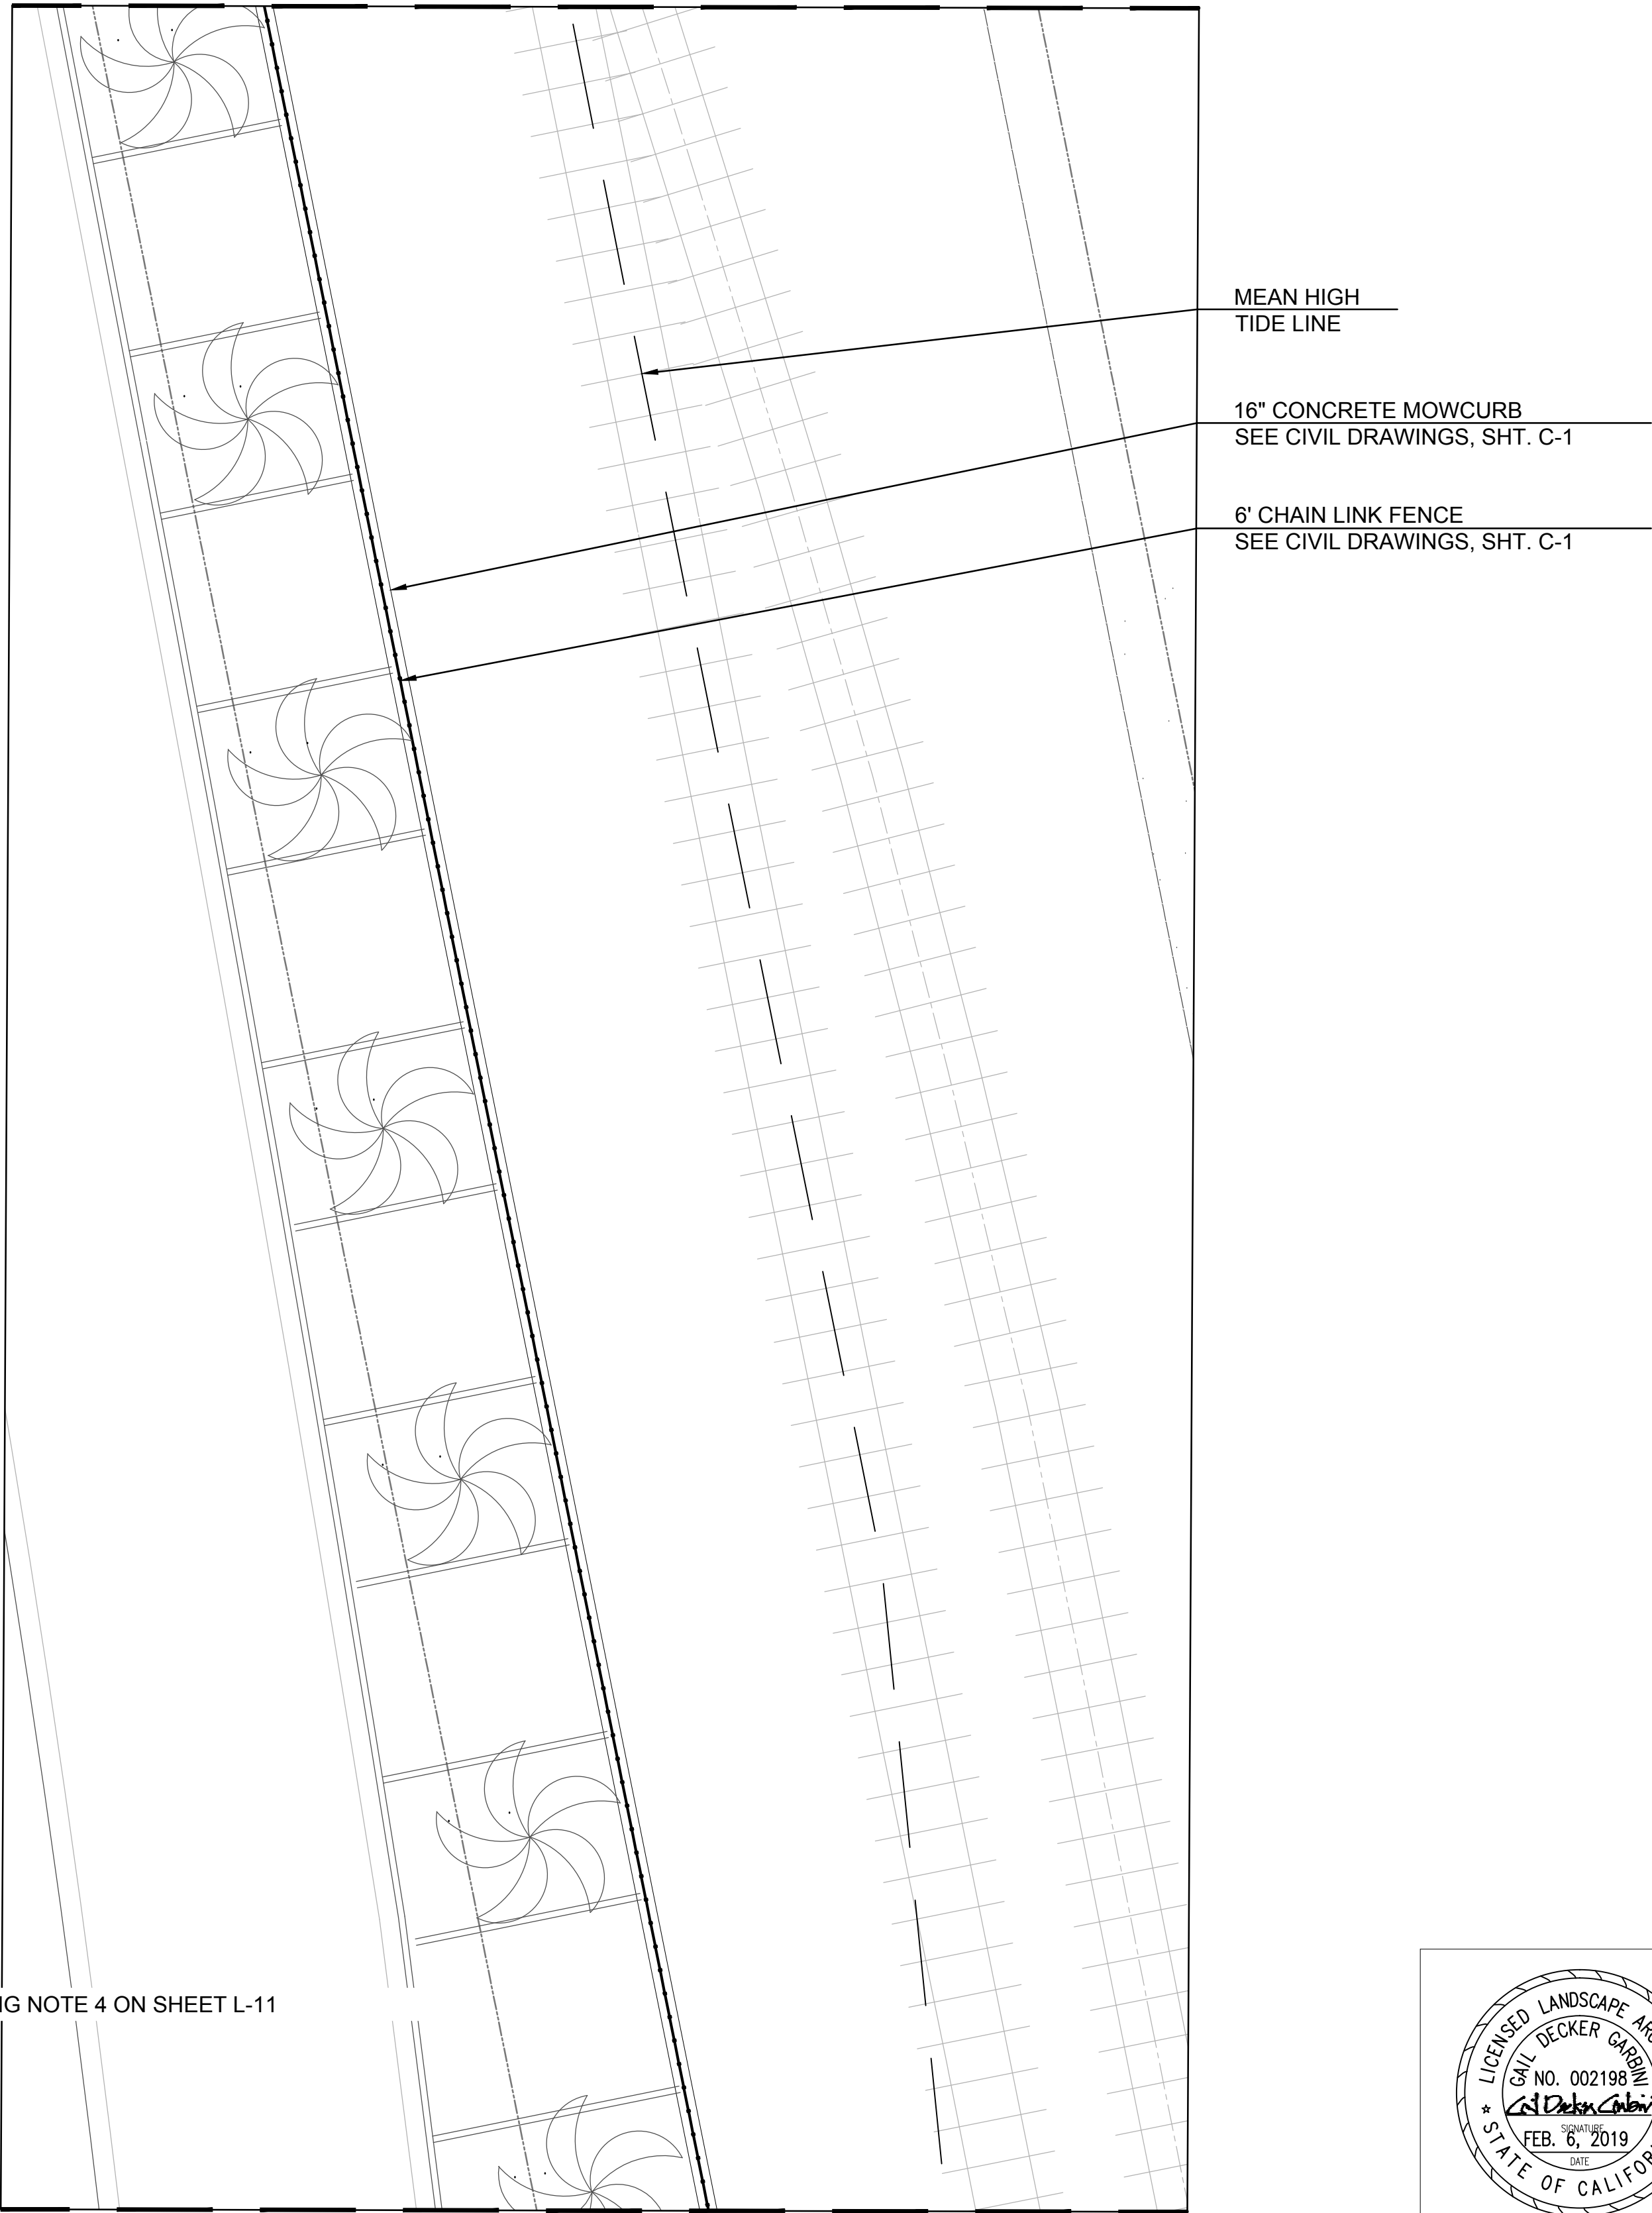 MEAN HIGH
TIDE LINE
16" CONCRETE MOWCURB
SEE CIVIL DRAWINGS, SHT. C-1
6' CHAIN LINK FENCE
SEE CIVIL DRAWINGS, SHT. C-1
NOTE 4 ON SHEET L-11
LICENSED LANDSCAPE
GAIL DECKER GARBINI
NO. 002198
SIGNATURE
FEB. 6, 2019
DATE
STATE OF